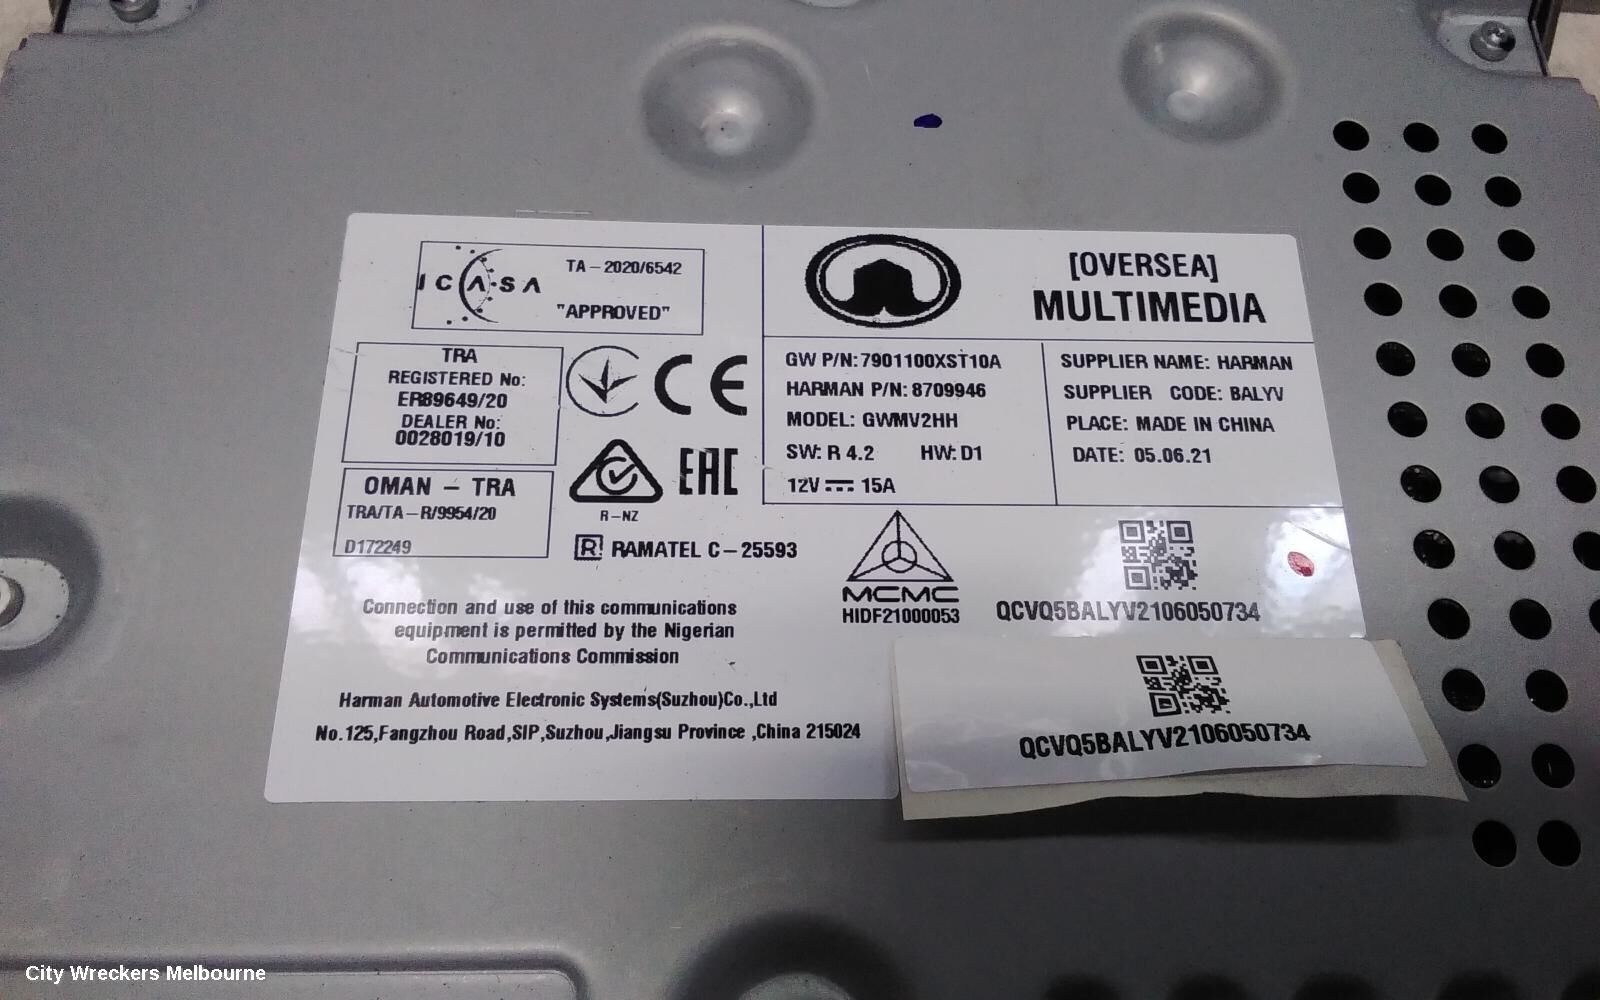 ICASA
TA-2020/6542
"APPROVED"
TRA
REGISTERED No:
ER89649/20
DEALER No:
0028019/10
OMAN - TRA
TRA/TA-R/9954/20
D172249
CE
EAC
R-NZ
R RAMATEL C-25593
Connection and use of this communications
equipment is permitted by the Nigerian
Communications Commission
Harman Automotive Electronic Systems(Suzhou)Co.,Ltd
No.125,Fangzhou Road,SIP,Suzhou,Jiangsu Province ,China 215024
[OVERSEA]
MULTIMEDIA
GW P/N:7901100XST10A
HARMAN P/N: 8709946
MODEL: GWMV2HH
SW: R 4.2 HW: D1
12V 15A
SUPPLIER NAME: HARMAN
SUPPLIER CODE: BALYV
PLACE: MADE IN CHINA
DATE: 05.06.21
MCMC
HIDF21000053
QCVQ5BALYV2106050734
QCVQ5BALYV2106050734
City Wreckers Melbourne